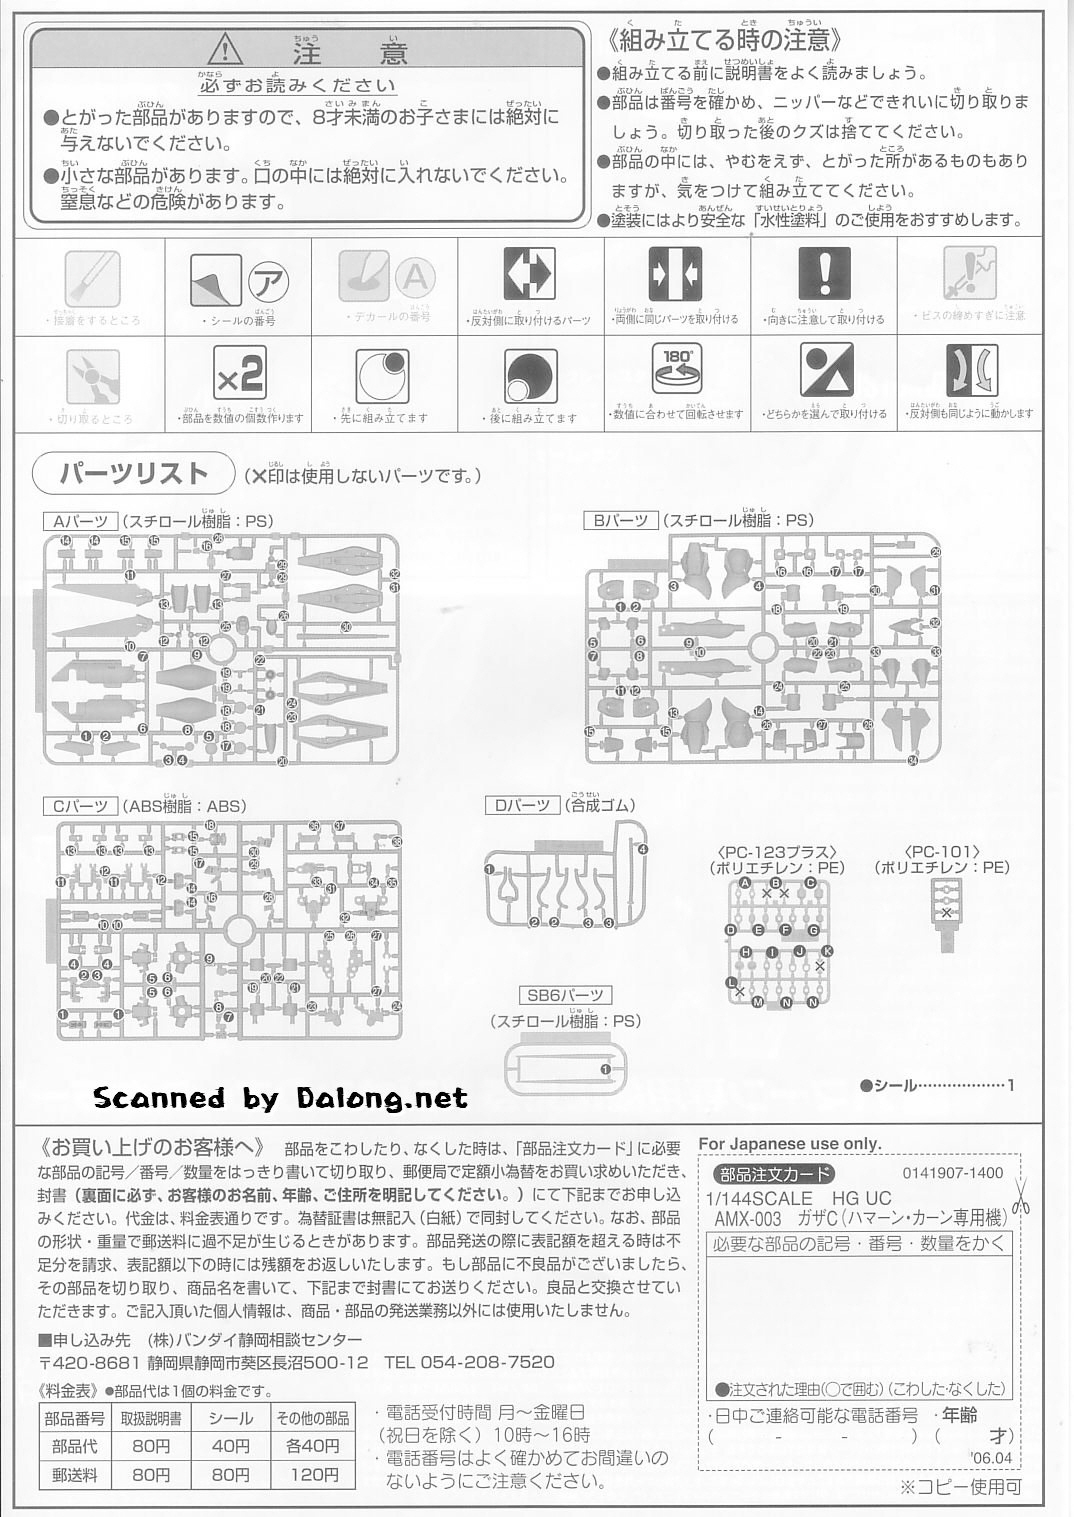 注意
必ずお読みください
●とがった部品がありますので、8才未満のお子さまには絶対に
与えないでください。
●小さな部品があります。口の中には絶対に入れないでください。
窒息などの危険があります。
《組み立てる時の注意》
●組み立てる前に説明書をよく読みましょう。
●部品は番号を確かめ、ニッパーなどできれいに切り取りま
しょう。切り取った後のクズは捨ててください。
●部品の中には、やむをえず、とがった所があるものもあり
ますが、気をつけて組み立ててください。
●塗装にはより安全な「水性塗料」のご使用をおすすめします。
・接着をするところ
ア
・シールの番号
A
・デカールの番号
・反対側に取り付けるパーツ
・両側に同じパーツを取り付ける
・向きに注意して取り付ける
・ビスの締めすぎに注意
・切り取るところ
×2
・部品を数値の個数作ります
・先に組み立てます
・後に組み立てます
180°
・数値に合わせて回転させます
・どちらかを選んで取り付ける
・反対側も同じように動かします
パーツリスト (×印は使用しないパーツです。)
Aパーツ (スチロール樹脂：PS)
Bパーツ (スチロール樹脂：PS)
Cパーツ (ABS樹脂：ABS)
Dパーツ (合成ゴム)
〈PC-123プラス〉
(ポリエチレン：PE)
〈PC-101〉
(ポリエチレン：PE)
SB6パーツ
(スチロール樹脂：PS)
●シール………………1
Scanned by Dalong.net
《お買い上げのお客様へ》 部品をこわしたり、なくした時は、「部品注文カード」に必要
な部品の記号／番号／数量をはっきり書いて切り取り、郵便局で定額小為替をお買い求めいただき、
封書（裏面に必ず、お客様のお名前、年齢、ご住所を明記してください。）にて下記までお申し込
みください。代金は、料金表通りです。為替証書は無記入（白紙）で同封してください。なお、部品
の形状・重量で郵送料に過不足が生じるときがあります。部品発送の際に表記額を超える時は不
足分を請求、表記額以下の時には残額をお返しいたします。もし部品に不良品がございましたら、
その部品を切り取り、商品名を書いて、下記まで封書にてお送りください。良品と交換させてい
ただきます。ご記入頂いた個人情報は、商品・部品の発送業務以外には使用いたしません。
■申し込み先 (株)バンダイ静岡相談センター
〒420-8681 静岡県静岡市葵区長沼500-12 TEL 054-208-7520
《料金表》●部品代は1個の料金です。
部品番号 取扱説明書 シール その他の部品
部品代 80円 40円 各40円
郵送料 80円 80円 120円
・電話受付時間 月〜金曜日
(祝日を除く) 10時〜16時
・電話番号はよく確かめてお間違いの
ないようにご注意ください。
For Japanese use only.
部品注文カード 0141907-1400
1/144SCALE HG UC
AMX-003 ガザC(ハマーン・カーン専用機)
必要な部品の記号・番号・数量をかく
●注文された理由(○で囲む) (こわした・なくした)
・日中ご連絡可能な電話番号 ・年齢
( - - ) ( 才)
'06.04
※コピー使用可